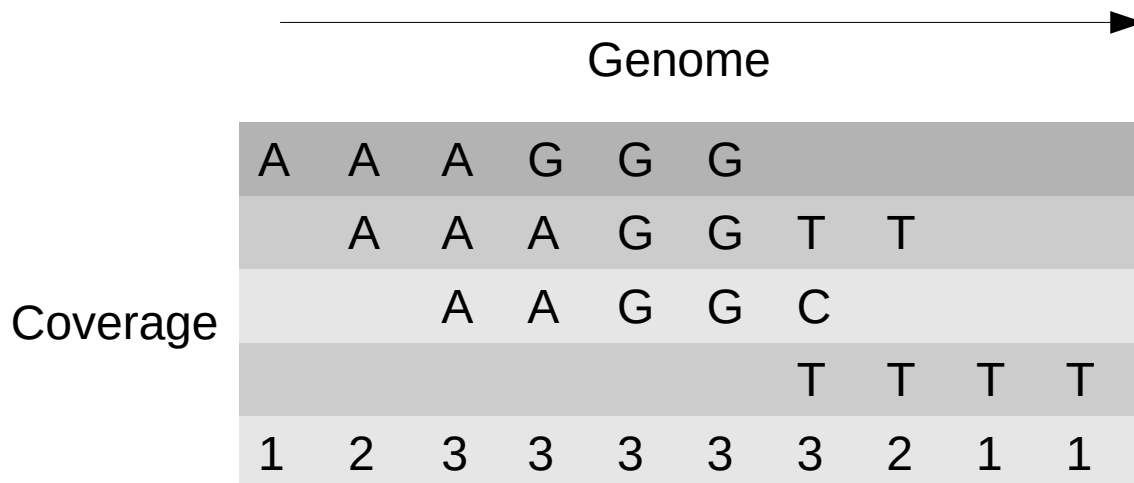 Genome
A A A G G G
A A A G G T T
A A G G C
Coverage
T T T T
1 2 3 3 3 3 3 2 1 1